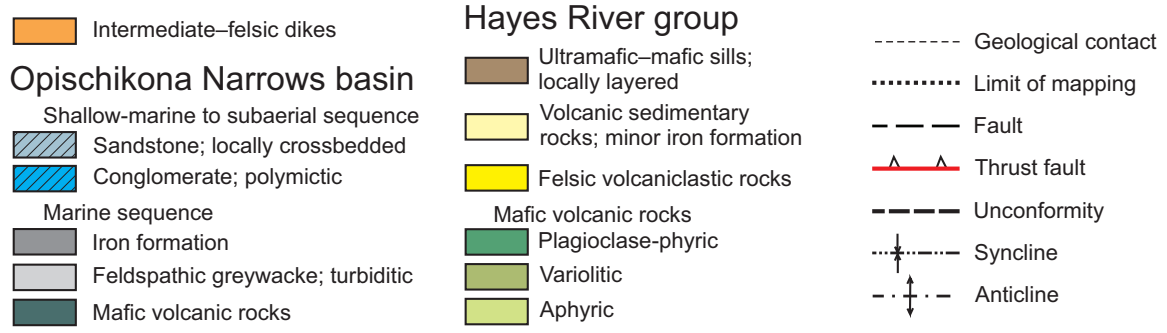 Intermediate–felsic dikes
Opischikona Narrows basin
Shallow-marine to subaerial sequence
Sandstone; locally crossbedded
Conglomerate; polymictic
Marine sequence
Iron formation
Feldspathic greywacke; turbiditic
Mafic volcanic rocks
Hayes River group
Ultramafic–mafic sills;
locally layered
Volcanic sedimentary
rocks; minor iron formation
Felsic volcaniclastic rocks
Mafic volcanic rocks
Plagioclase-phyric
Variolitic
Aphyric
Geological contact
Limit of mapping
Fault
Thrust fault
Unconformity
Syncline
Anticline